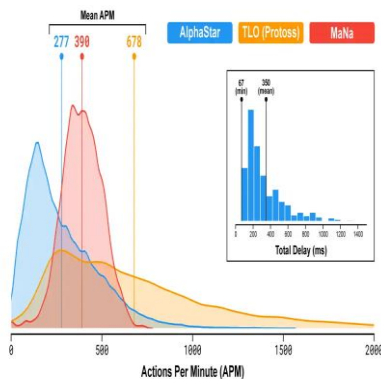 Mean APM
277 390 678
AlphaStar TLO (Protoss) MaNa
67
(min)
350
(mean)
0 200 400 600 800 1000 1200 1400
Total Delay (ms)
0 500 1000 1500 2000
Actions Per Minute (APM)